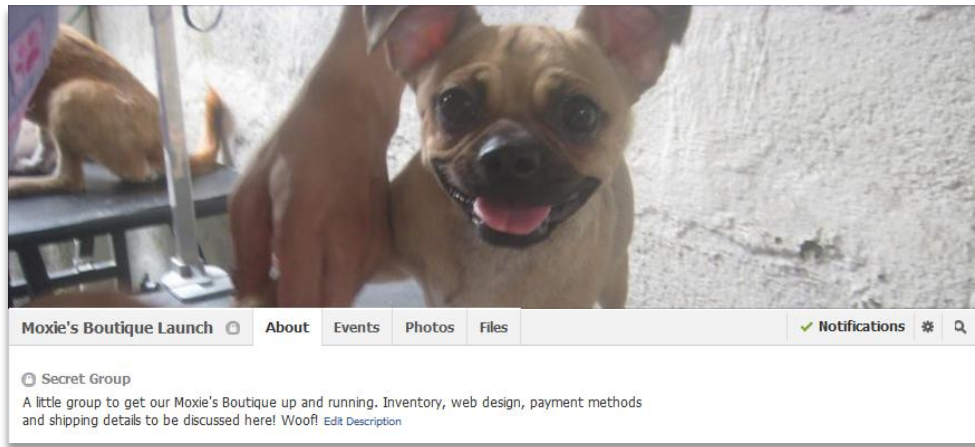 Moxie's Boutique Launch About Events Photos Files Notifications
Secret Group
A little group to get our Moxie's Boutique up and running. Inventory, web design, payment methods
and shipping details to be discussed here! Woof! Edit Description